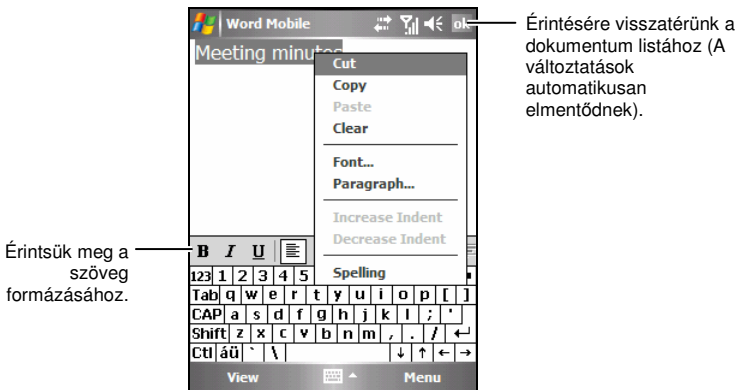 Word Mobile ok
Meeting minutes
Cut
Copy
Paste
Clear
Font...
Paragraph...
Increase Indent
Decrease Indent
Spelling
B I U
123 1 2 3 4 5
Tab q w e r t y u i o p [ ]
CAP a s d f g h j k l ; '
Shift z x c v b n m , . / ↵
Ctl áü ` \ ↓ ↑ ← →
View Menu
Érintésére visszatérünk a
dokumentum listához (A
változtatások
automatikusan
elmentődnek).
Érintsük meg a
szöveg
formázásához.